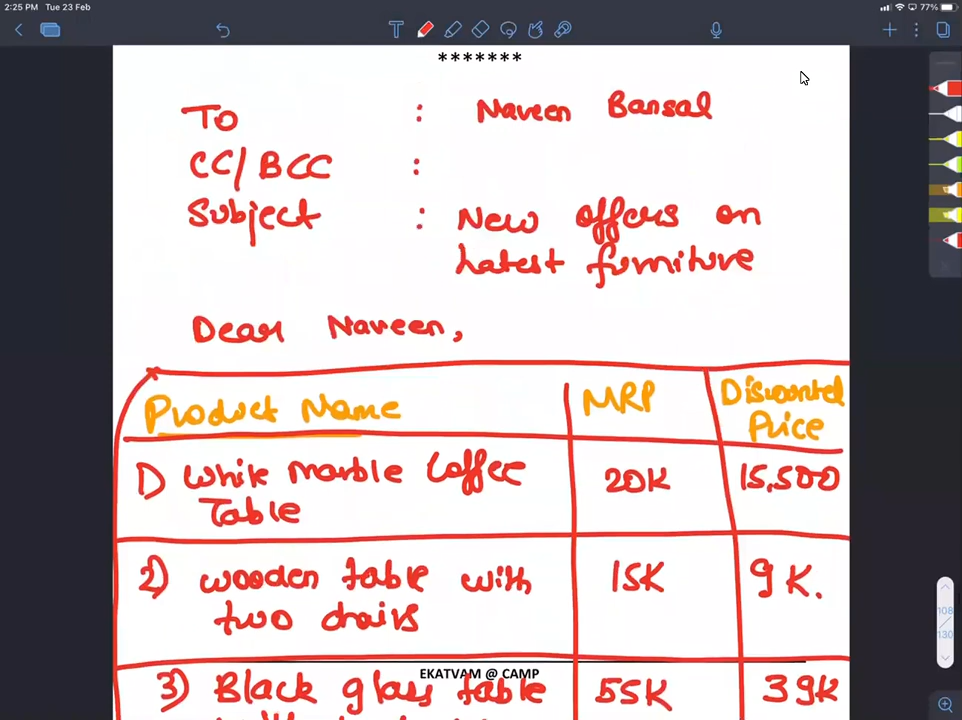 2:25 PM Tue 23 Feb
77%
*******
To : Naveen Bansal
CC/BCC :
Subject : New offers on
latest furniture
Dear Naveen,
Product Name MRP Discounted
Price
1) White marble Coffee 20K 15,500
Table
2) wooden table with 15K 9K.
two chairs
EKATVAM @ CAMP
3) Black glass table 55K 39K
108
130